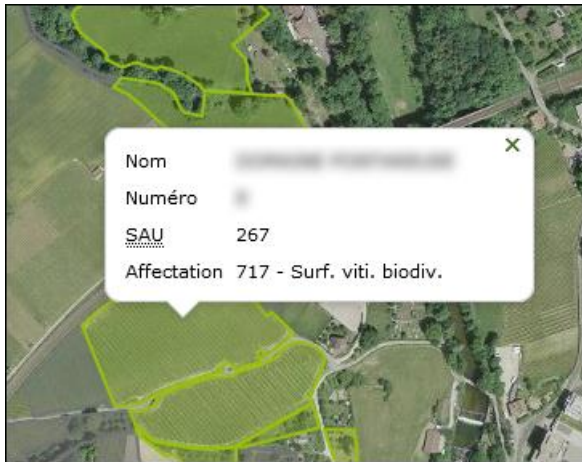 Nom
Numéro
SAU 267
Affectation 717 - Surf. viti. biodiv.